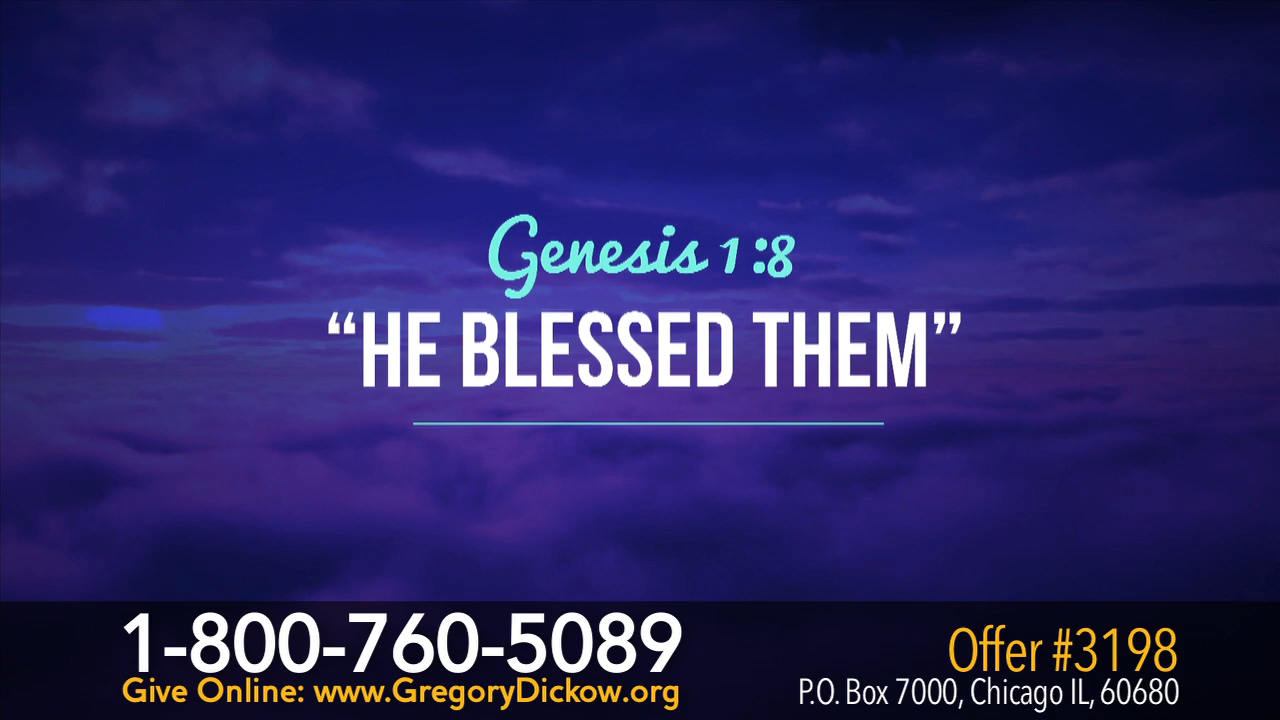 Genesis 1:8
“HE BLESSED THEM”
1-800-760-5089
Give Online: www.GregoryDickow.org
Offer #3198
P.O. Box 7000, Chicago IL, 60680